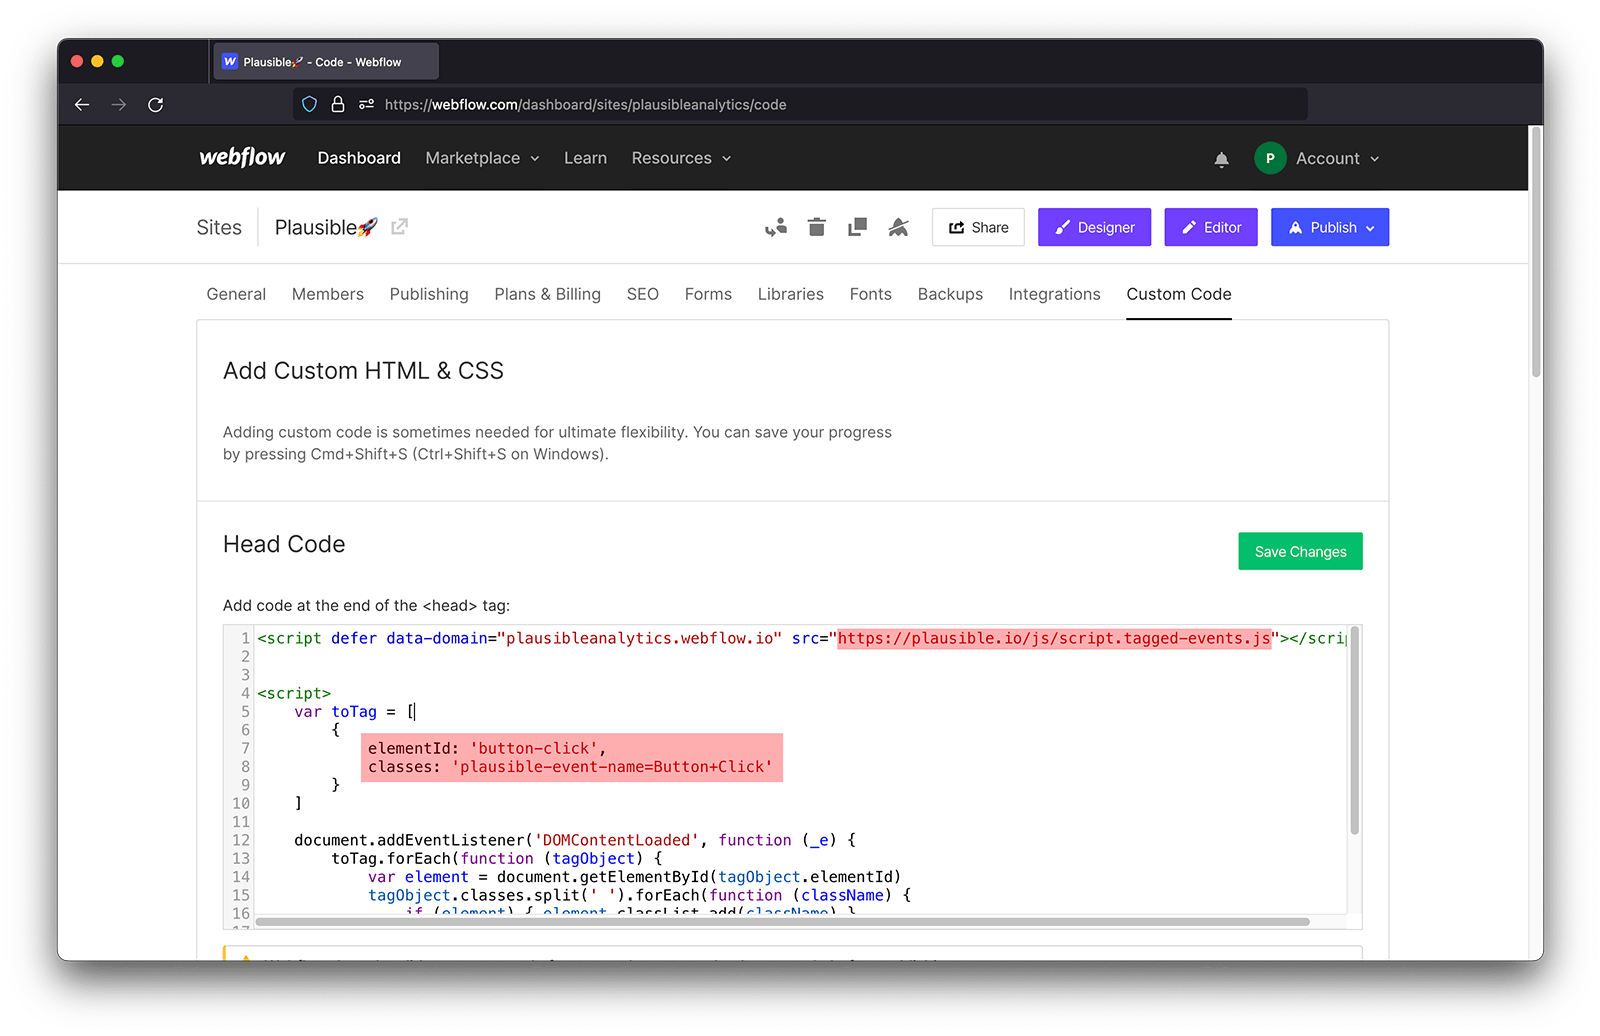 Plausible🚀 - Code - Webflow
https://webflow.com/dashboard/sites/plausibleanalytics/code
webflow Dashboard Marketplace Learn Resources P Account
Sites Plausible🚀 Share Designer Editor Publish
General Members Publishing Plans & Billing SEO Forms Libraries Fonts Backups Integrations Custom Code
Add Custom HTML & CSS
Adding custom code is sometimes needed for ultimate flexibility. You can save your progress
by pressing Cmd+Shift+S (Ctrl+Shift+S on Windows).
Head Code
Save Changes
Add code at the end of the <head> tag:
1 <script defer data-domain="plausibleanalytics.webflow.io" src="https://plausible.io/js/script.tagged-events.js"></scri
2
3
4 <script>
5 var toTag = [
6 {
7 elementId: 'button-click',
8 classes: 'plausible-event-name=Button+Click'
9 }
10 ]
11
12 document.addEventListener('DOMContentLoaded', function (_e) {
13 toTag.forEach(function (tagObject) {
14 var element = document.getElementById(tagObject.elementId)
15 tagObject.classes.split(' ').forEach(function (className) {
16 if (element) { element.classList.add(className) }
17